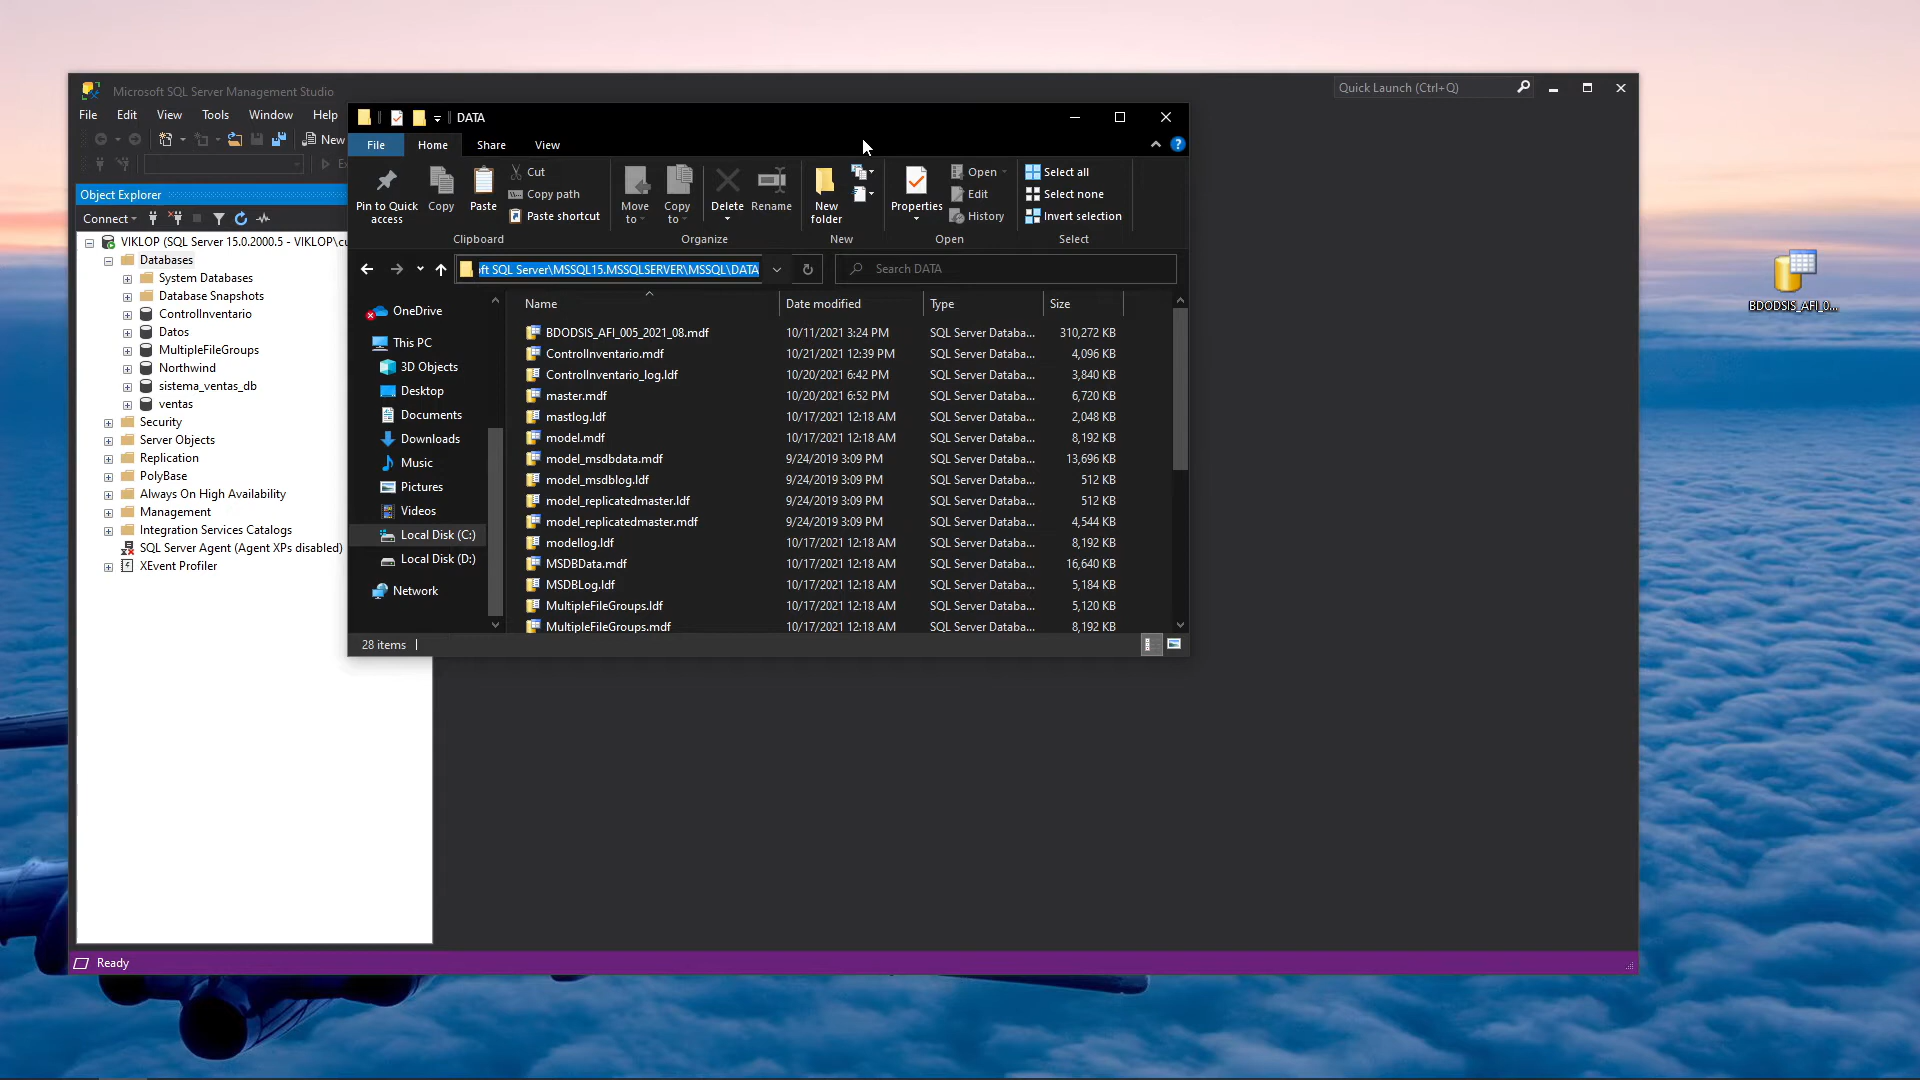 Microsoft SQL Server Management Studio
Quick Launch (Ctrl+Q)
File Edit View Tools Window Help
New
Object Explorer
Connect
VIKLOP (SQL Server 15.0.2000.5 - VIKLOP\cu
Databases
System Databases
Database Snapshots
ControlInventario
Datos
MultipleFileGroups
Northwind
sistema_ventas_db
ventas
Security
Server Objects
Replication
PolyBase
Always On High Availability
Management
Integration Services Catalogs
SQL Server Agent (Agent XPs disabled)
XEvent Profiler
Ready
DATA
File Home Share View
Pin to Quick access
Copy
Paste
Cut
Copy path
Paste shortcut
Clipboard
Move to
Copy to
Delete
Rename
Organize
New folder
New
Properties
Open
Edit
History
Open
Select all
Select none
Invert selection
Select
oft SQL Server\MSSQL15.MSSQLSERVER\MSSQL\DATA
Search DATA
OneDrive
This PC
3D Objects
Desktop
Documents
Downloads
Music
Pictures
Videos
Local Disk (C:)
Local Disk (D:)
Network
Name Date modified Type Size
BDODSIS_AFI_005_2021_08.mdf 10/11/2021 3:24 PM SQL Server Databa... 310,272 KB
ControlInventario.mdf 10/21/2021 12:39 PM SQL Server Databa... 4,096 KB
ControlInventario_log.ldf 10/20/2021 6:42 PM SQL Server Databa... 3,840 KB
master.mdf 10/20/2021 6:52 PM SQL Server Databa... 6,720 KB
mastlog.ldf 10/17/2021 12:18 AM SQL Server Databa... 2,048 KB
model.mdf 10/17/2021 12:18 AM SQL Server Databa... 8,192 KB
model_msdbdata.mdf 9/24/2019 3:09 PM SQL Server Databa... 13,696 KB
model_msdblog.ldf 9/24/2019 3:09 PM SQL Server Databa... 512 KB
model_replicatedmaster.ldf 9/24/2019 3:09 PM SQL Server Databa... 512 KB
model_replicatedmaster.mdf 9/24/2019 3:09 PM SQL Server Databa... 4,544 KB
modellog.ldf 10/17/2021 12:18 AM SQL Server Databa... 8,192 KB
MSDBData.mdf 10/17/2021 12:18 AM SQL Server Databa... 16,640 KB
MSDBLog.ldf 10/17/2021 12:18 AM SQL Server Databa... 5,184 KB
MultipleFileGroups.ldf 10/17/2021 12:18 AM SQL Server Databa... 5,120 KB
MultipleFileGroups.mdf 10/17/2021 12:18 AM SQL Server Databa... 8,192 KB
28 items
BDODSIS_AFI_0...